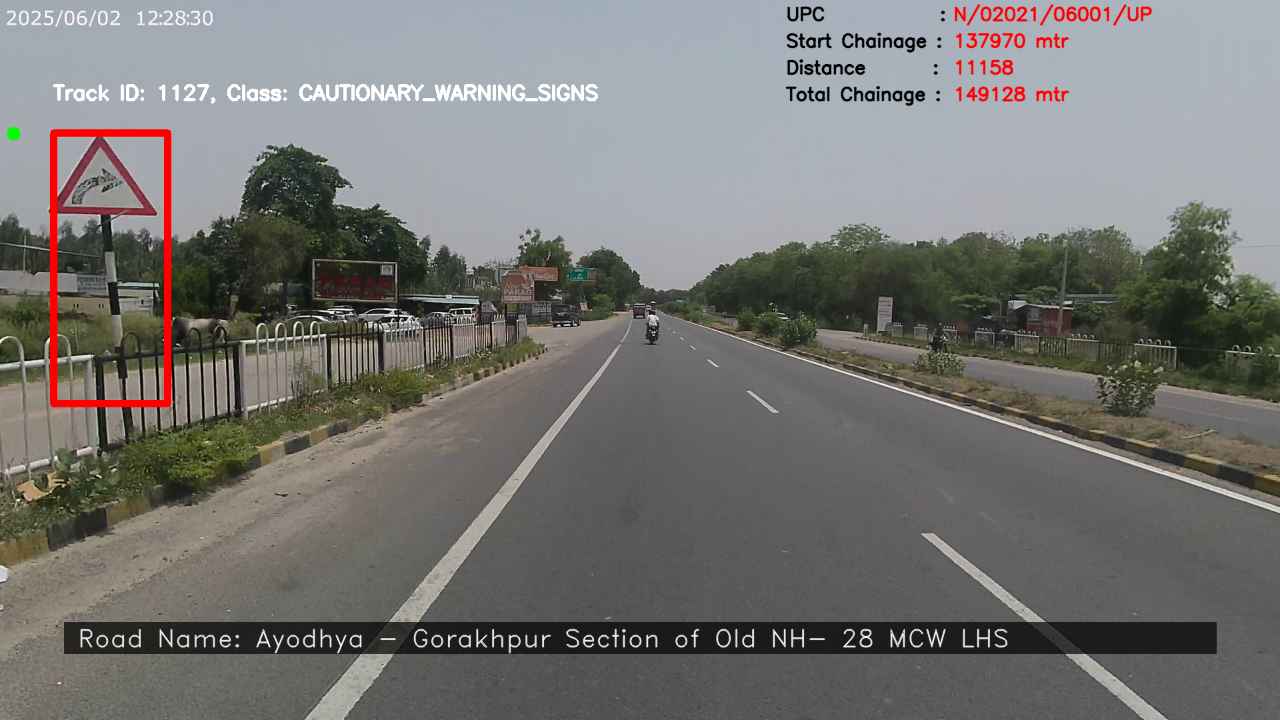 2025/06/02 12:28:30
UPC : N/02021/06001/UP
Start Chainage : 137970 mtr
Distance : 11158
Total Chainage : 149128 mtr
Track ID: 1127, Class: CAUTIONARY_WARNING_SIGNS
Road Name: Ayodhya - Gorakhpur Section of Old NH- 28 MCW LHS